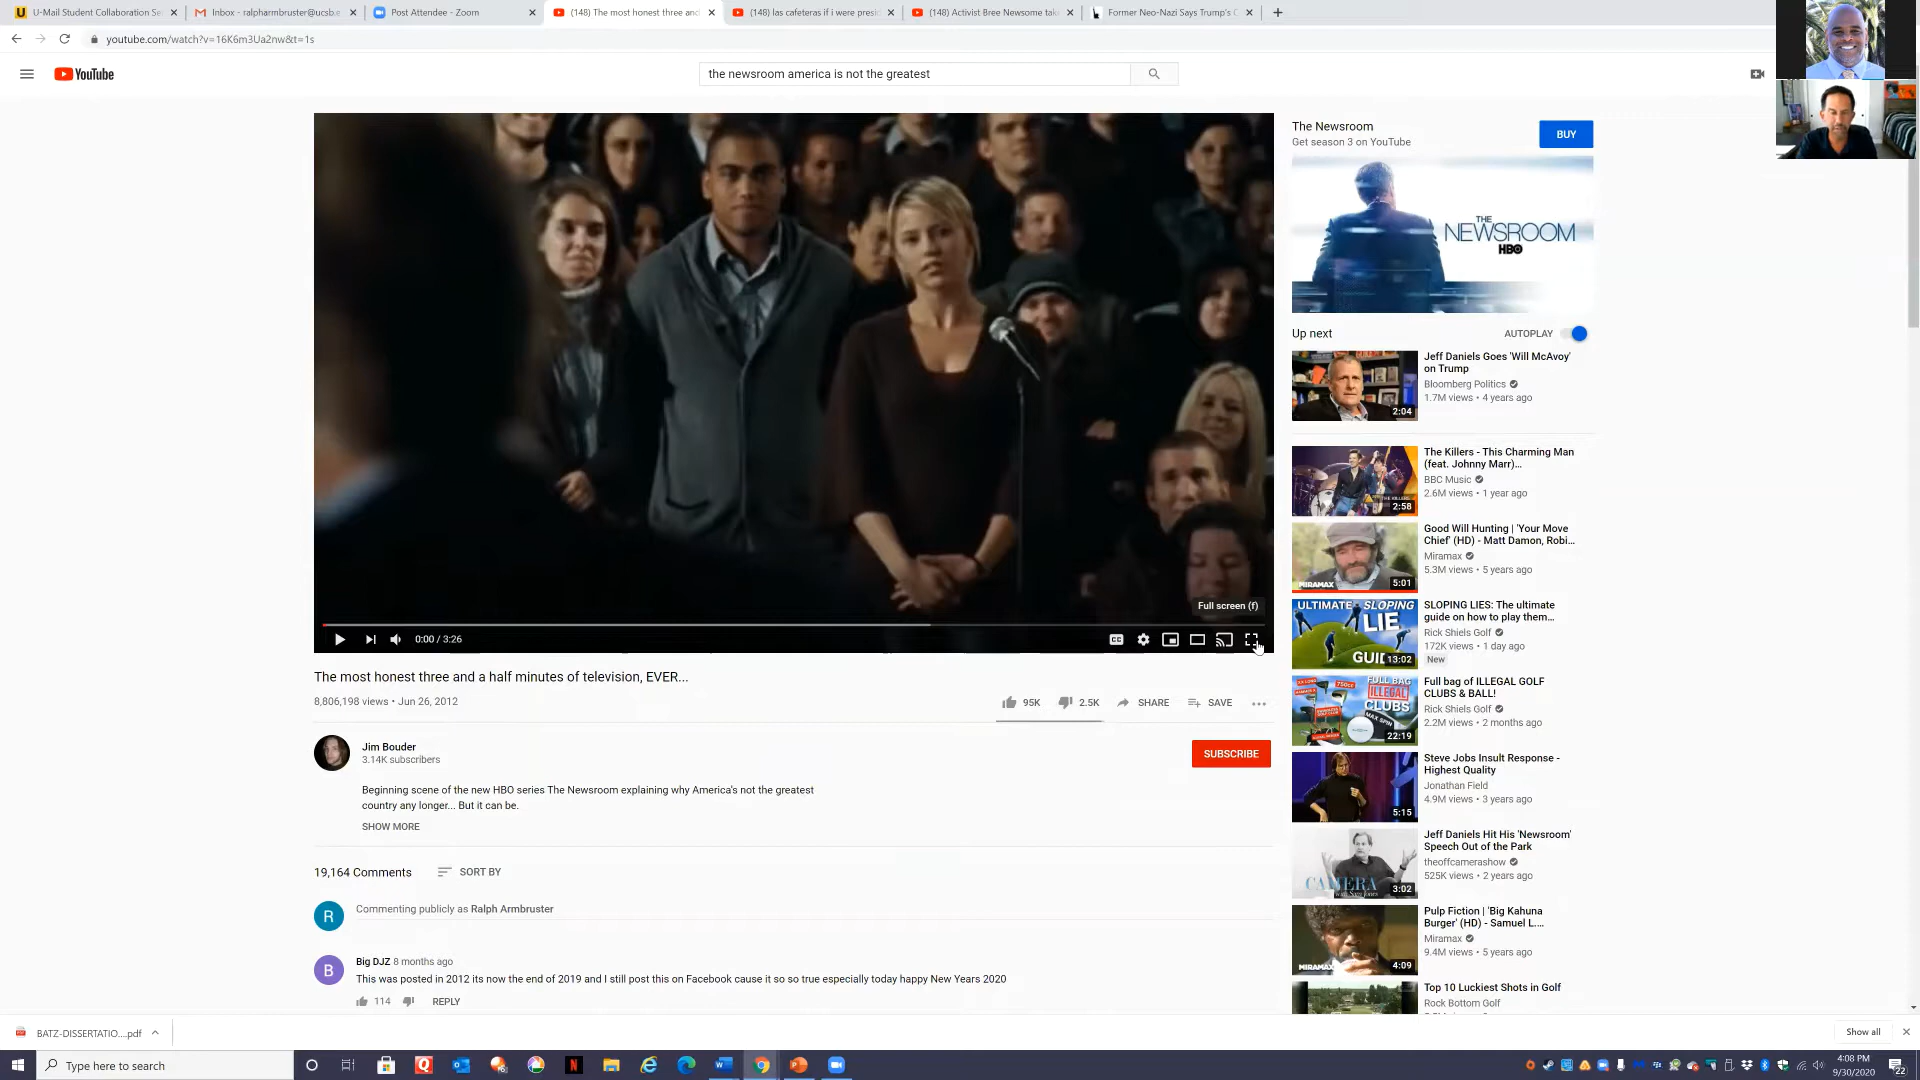 U-Mail Student Collaboration Se
Inbox - ralpharmbruster@ucsb.e
Post Attendee - Zoom
(148) The most honest three and
(148) las cafeteras if i were presi
(148) Activist Bree Newsome tak
Former Neo-Nazi Says Trump's C
youtube.com/watch?v=16K6m3Ua2nw&t=1s
YouTube
the newsroom america is not the greatest
The Newsroom
Get season 3 on YouTube
BUY
THE
NEWSROOM
HBO
Up next
AUTOPLAY
Jeff Daniels Goes 'Will McAvoy'
on Trump
Bloomberg Politics
1.7M views • 4 years ago
2:04
The Killers - This Charming Man
(feat. Johnny Marr)...
BBC Music
2.6M views • 1 year ago
2:58
Good Will Hunting | 'Your Move
Chief' (HD) - Matt Damon, Robi...
Miramax
5.3M views • 5 years ago
MIRAMAX
5:01
ULTIMATE SLOPING
LIE
GUI
13:02
SLOPING LIES: The ultimate
guide on how to play them...
Rick Shiels Golf
172K views • 1 day ago
New
FULL BAG
ILLEGAL
CLUBS
MAX SPIN
22:19
Full bag of ILLEGAL GOLF
CLUBS & BALL!
Rick Shiels Golf
2.2M views • 2 months ago
Steve Jobs Insult Response -
Highest Quality
Jonathan Field
4.9M views • 3 years ago
5:15
Jeff Daniels Hit His 'Newsroom'
Speech Out of the Park
theoffcamerashow
525K views • 2 years ago
CAMERA
3:02
Pulp Fiction | 'Big Kahuna
Burger' (HD) - Samuel L....
Miramax
9.4M views • 5 years ago
MIRAMAX
4:09
Top 10 Luckiest Shots in Golf
Rock Bottom Golf
Full screen (f)
0:00 / 3:26
CC
The most honest three and a half minutes of television, EVER...
8,806,198 views • Jun 26, 2012
95K
2.5K
SHARE
SAVE
Jim Bouder
3.14K subscribers
SUBSCRIBE
Beginning scene of the new HBO series The Newsroom explaining why America's not the greatest
country any longer... But it can be.
SHOW MORE
19,164 Comments
SORT BY
R
Commenting publicly as Ralph Armbruster
B
Big DJZ 8 months ago
This was posted in 2012 its now the end of 2019 and I still post this on Facebook cause it so so true especially today happy New Years 2020
114
REPLY
BATZ-DISSERTATIO....pdf
Show all
Type here to search
4:08 PM
9/30/2020
22